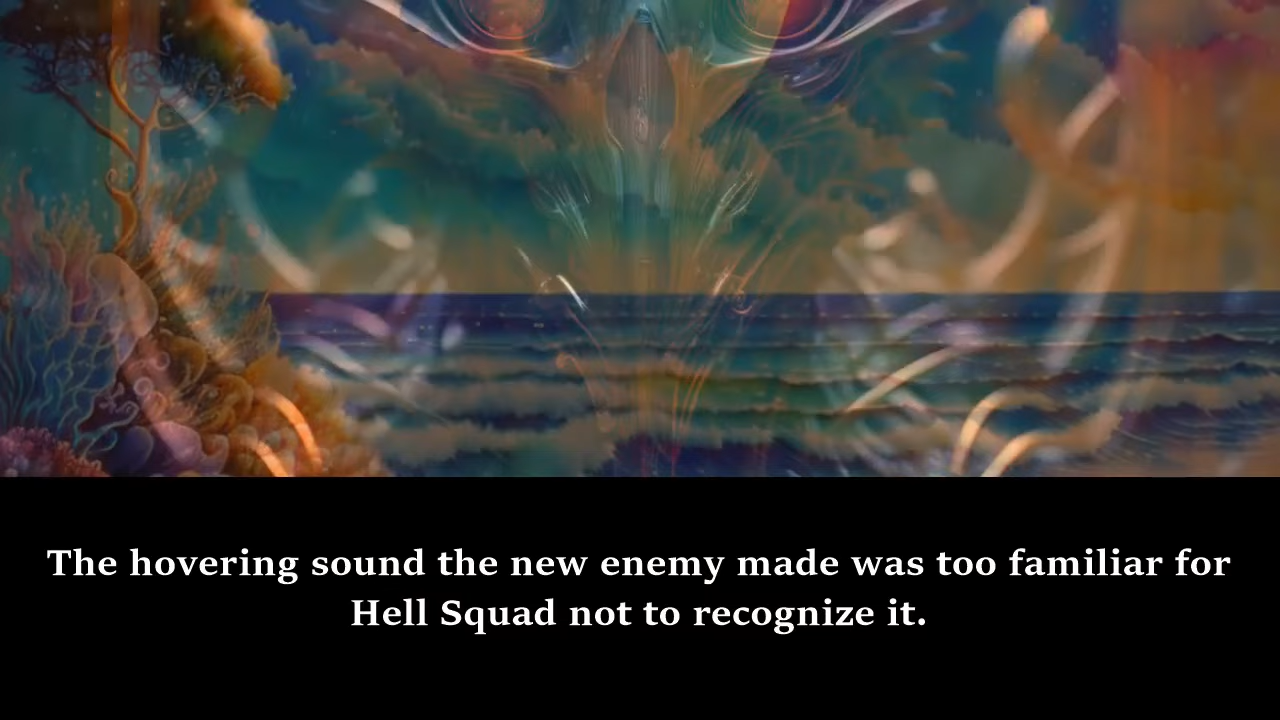 The hovering sound the new enemy made was too familiar for
Hell Squad not to recognize it.